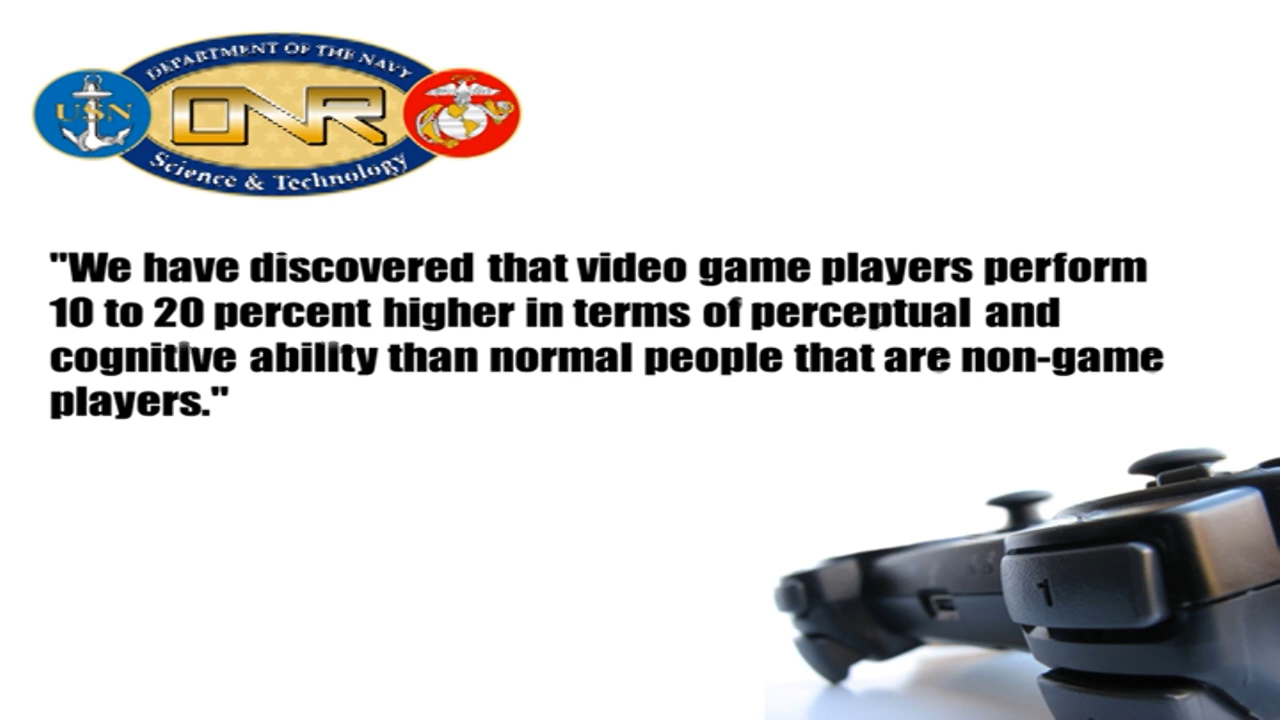 DEPARTMENT OF THE NAVY
USN
ONR
Science & Technology
"We have discovered that video game players perform
10 to 20 percent higher in terms of perceptual and
cognitive ability than normal people that are non-game
players."
1